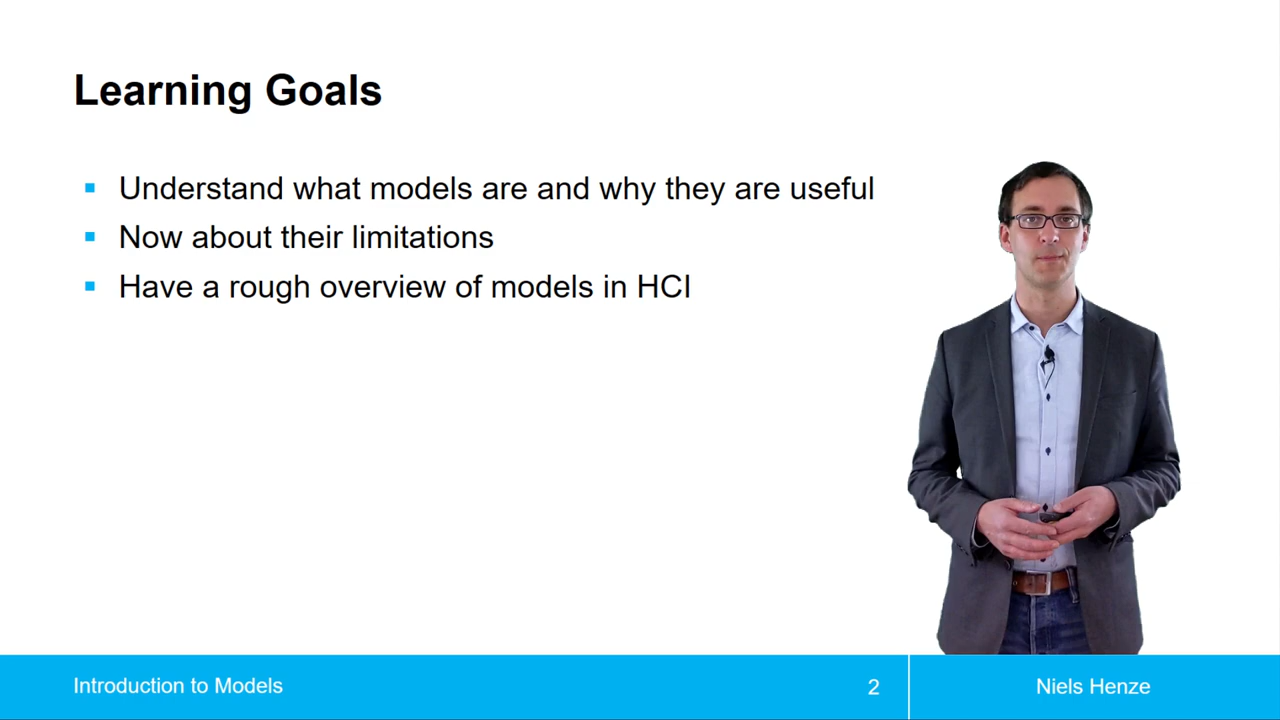 Learning Goals
Understand what models are and why they are useful
Now about their limitations
Have a rough overview of models in HCI
Introduction to Models
2
Niels Henze